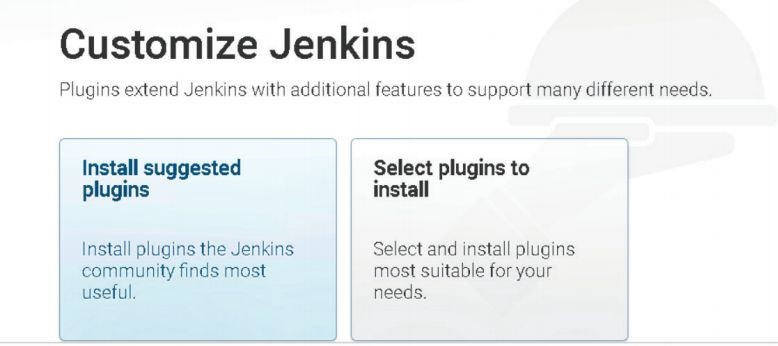 Customize Jenkins
Plugins extend Jenkins with additional features to support many different needs.
Install suggested
plugins
Install plugins the Jenkins
community finds most
useful.
Select plugins to
install
Select and install plugins
most suitable for your
needs.